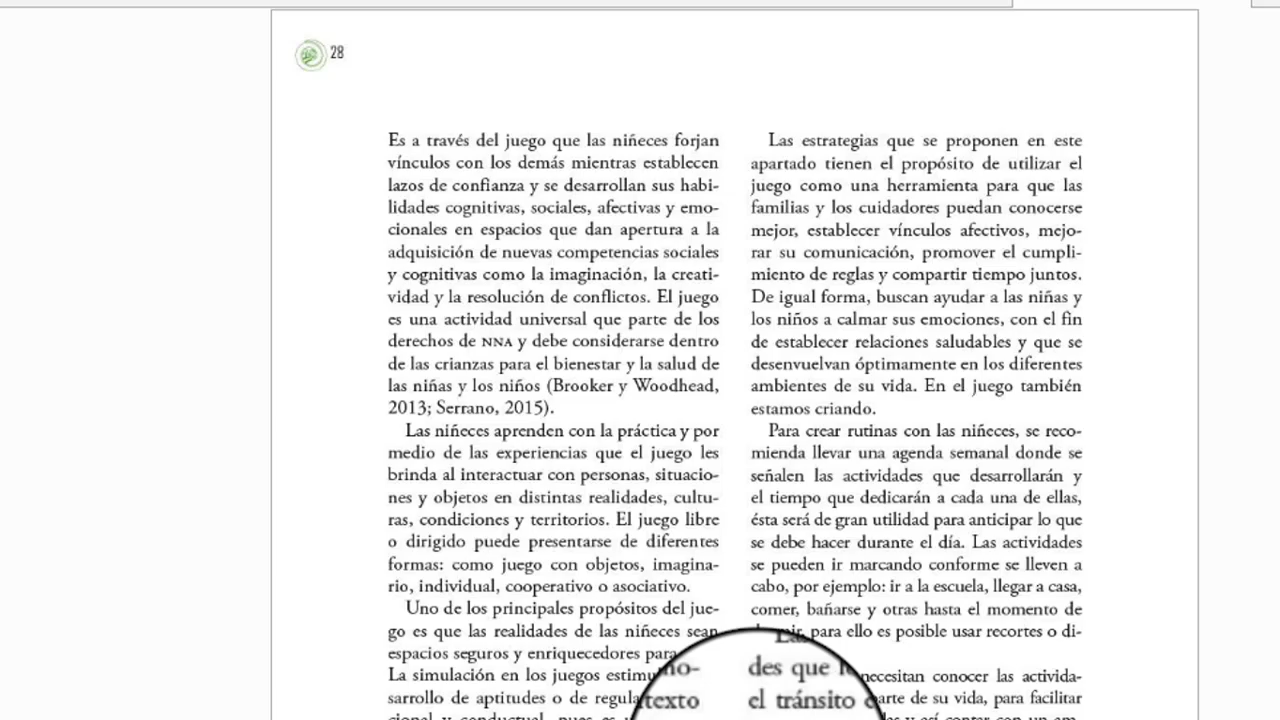 28
Es a través del juego que las niñeces forjan
vínculos con los demás mientras establecen
lazos de confianza y se desarrollan sus habi-
lidades cognitivas, sociales, afectivas y emo-
cionales en espacios que dan apertura a la
adquisición de nuevas competencias sociales
y cognitivas como la imaginación, la creati-
vidad y la resolución de conflictos. El juego
es una actividad universal que parte de los
derechos de NNA y debe considerarse dentro
de las crianzas para el bienestar y la salud de
las niñas y los niños (Brooker y Woodhead,
2013; Serrano, 2015).
Las niñeces aprenden con la práctica y por
medio de las experiencias que el juego les
brinda al interactuar con personas, situacio-
nes y objetos en distintas realidades, cultu-
ras, condiciones y territorios. El juego libre
o dirigido puede presentarse de diferentes
formas: como juego con objetos, imagina-
rio, individual, cooperativo o asociativo.
Uno de los principales propósitos del jue-
go es que las realidades de las niñeces sean
espacios seguros y enriquecedores para
La simulación en los juegos
sarrollo de aptitudes o de
Las estrategias que se proponen en este
apartado tienen el propósito de utilizar el
juego como una herramienta para que las
familias y los cuidadores puedan conocerse
mejor, establecer vínculos afectivos, mejo-
rar su comunicación, promover el cumpli-
miento de reglas y compartir tiempo juntos.
De igual forma, buscan ayudar a las niñas y
los niños a calmar sus emociones, con el fin
de establecer relaciones saludables y que se
desenvuelvan óptimamente en los diferentes
ambientes de su vida. En el juego también
estamos criando.
Para crear rutinas con las niñeces, se reco-
mienda llevar una agenda semanal donde se
señalen las actividades que desarrollarán y
el tiempo que dedicarán a cada una de ellas,
ésta será de gran utilidad para anticipar lo que
se debe hacer durante el día. Las actividades
se pueden ir marcando conforme se lleven a
cabo, por ejemplo: ir a la escuela, llegar a casa,
comer, bañarse y otras hasta el momento de
para ello es posible usar recortes o di-
des que
necesitan conocer las activida-
texto
el tránsito
de su vida, para facilitar